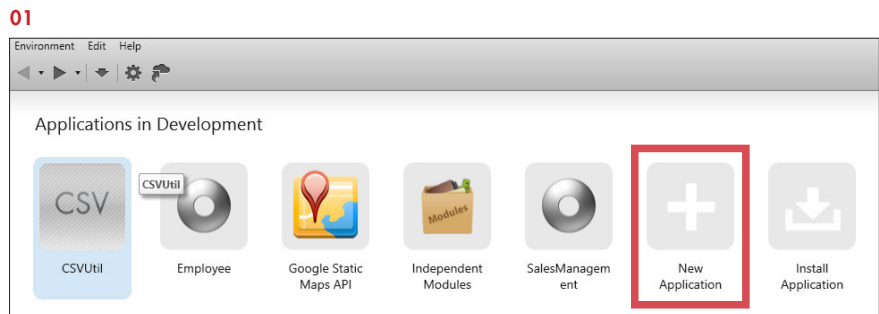 01
Environment Edit Help
Applications in Development
CSV
CSVUtil
Modules
CSVUtil
Employee
Google Static
Maps API
Independent
Modules
SalesManagem
ent
New
Application
Install
Application